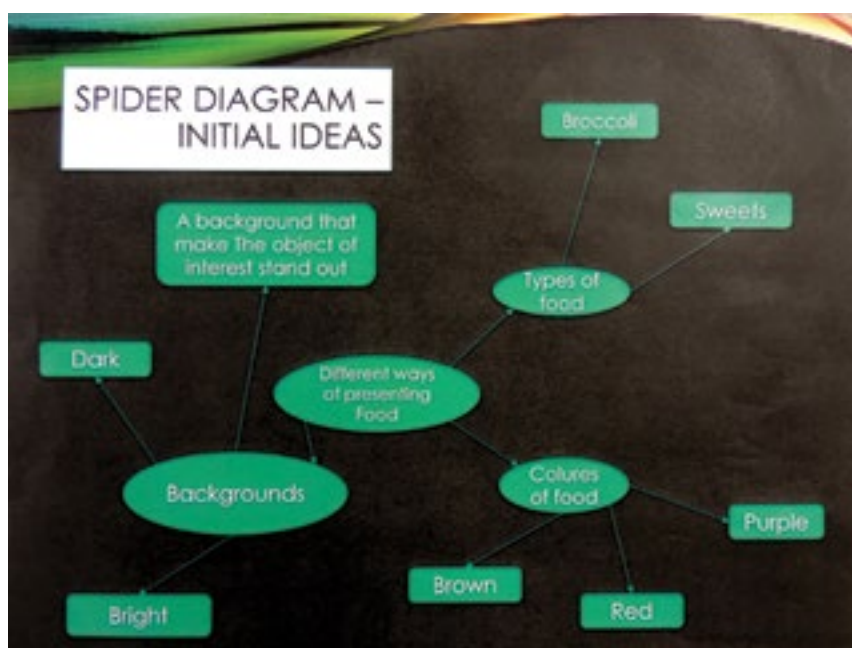 SPIDER DIAGRAM –
INITIAL IDEAS
Broccoli
Sweets
A background that
make The object of
interest stand out
Types of
food
Dark
Different ways
of presenting
Food
Colures
of food
Backgrounds
Purple
Brown
Red
Bright